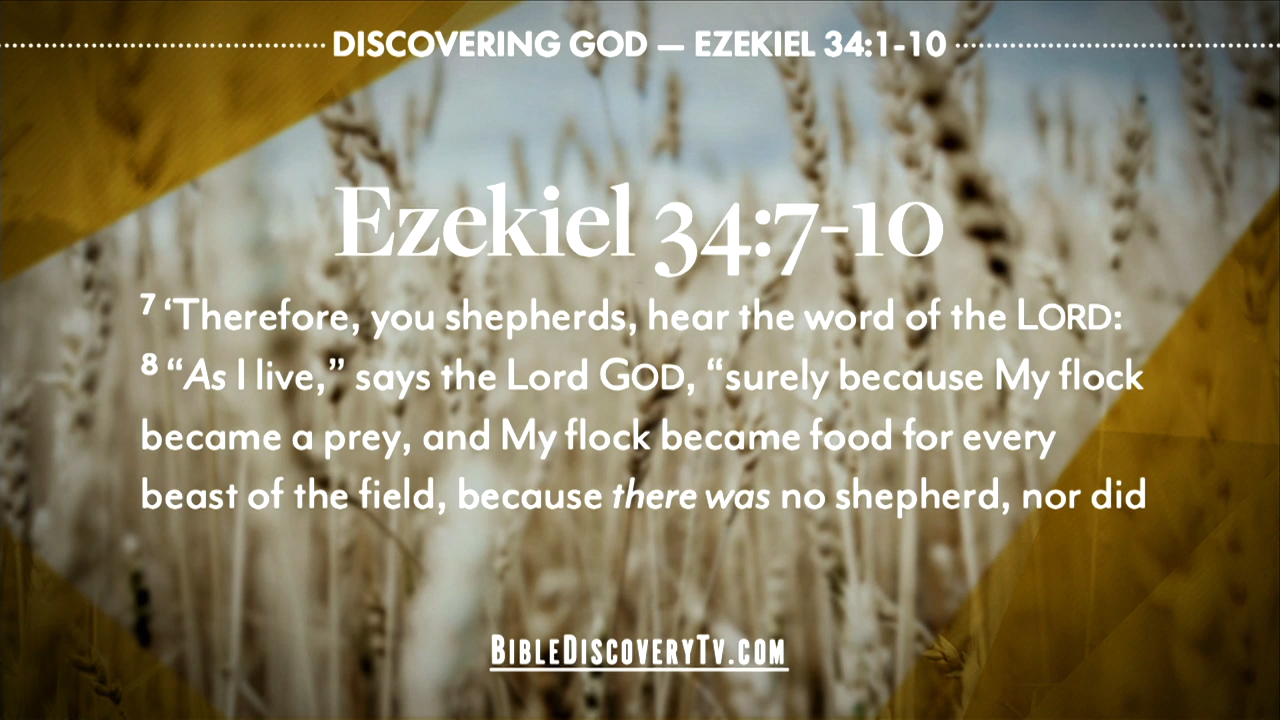 DISCOVERING GOD — EZEKIEL 34:1-10
Ezekiel 34:7-10
7 ‘Therefore, you shepherds, hear the word of the LORD:
8 “As I live,” says the Lord GOD, “surely because My flock
became a prey, and My flock became food for every
beast of the field, because there was no shepherd, nor did
BIBLEDISCOVERYTV.COM